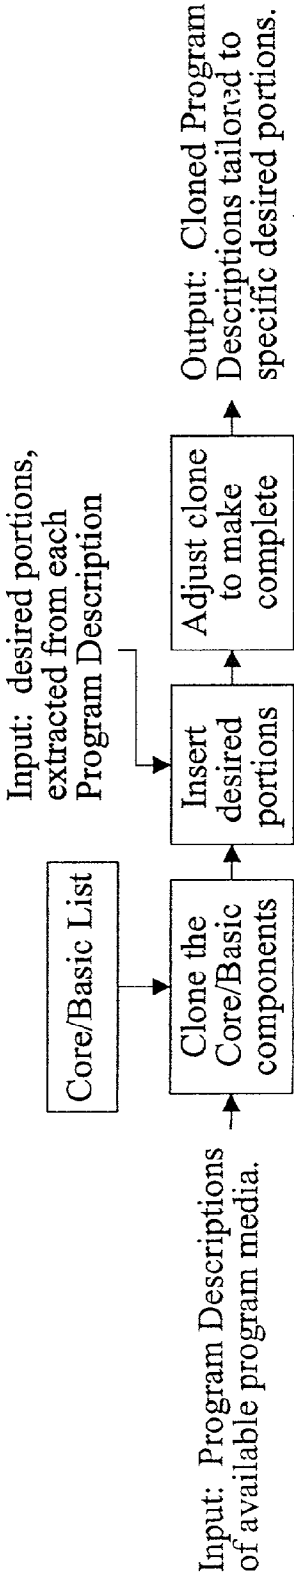 Input: Program Descriptions
of available program media.
Core/Basic List
Clone the
Core/Basic
components
Input: desired portions,
extracted from each
Program Description
Insert
desired
portions
Adjust clone
to make
complete
Output: Cloned Program
Descriptions tailored to
specific desired portions.